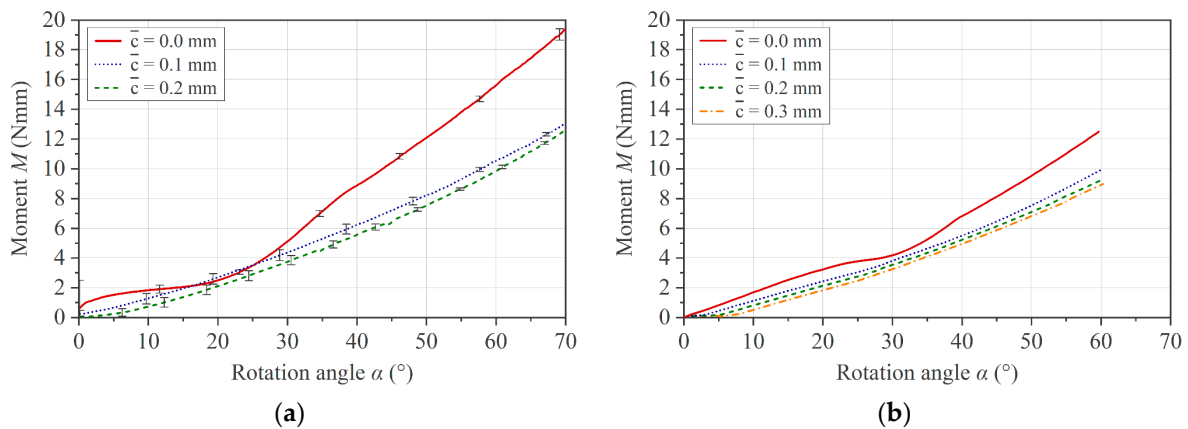 20
18
16
14
12
10
8
6
4
2
0
Moment M (Nmm)
c̅ = 0.0 mm
c̅ = 0.1 mm
c̅ = 0.2 mm
0 10 20 30 40 50 60 70
Rotation angle α (°)
(a)
20
18
16
14
12
10
8
6
4
2
0
Moment M (Nmm)
c̅ = 0.0 mm
c̅ = 0.1 mm
c̅ = 0.2 mm
c̅ = 0.3 mm
0 10 20 30 40 50 60 70
Rotation angle α (°)
(b)